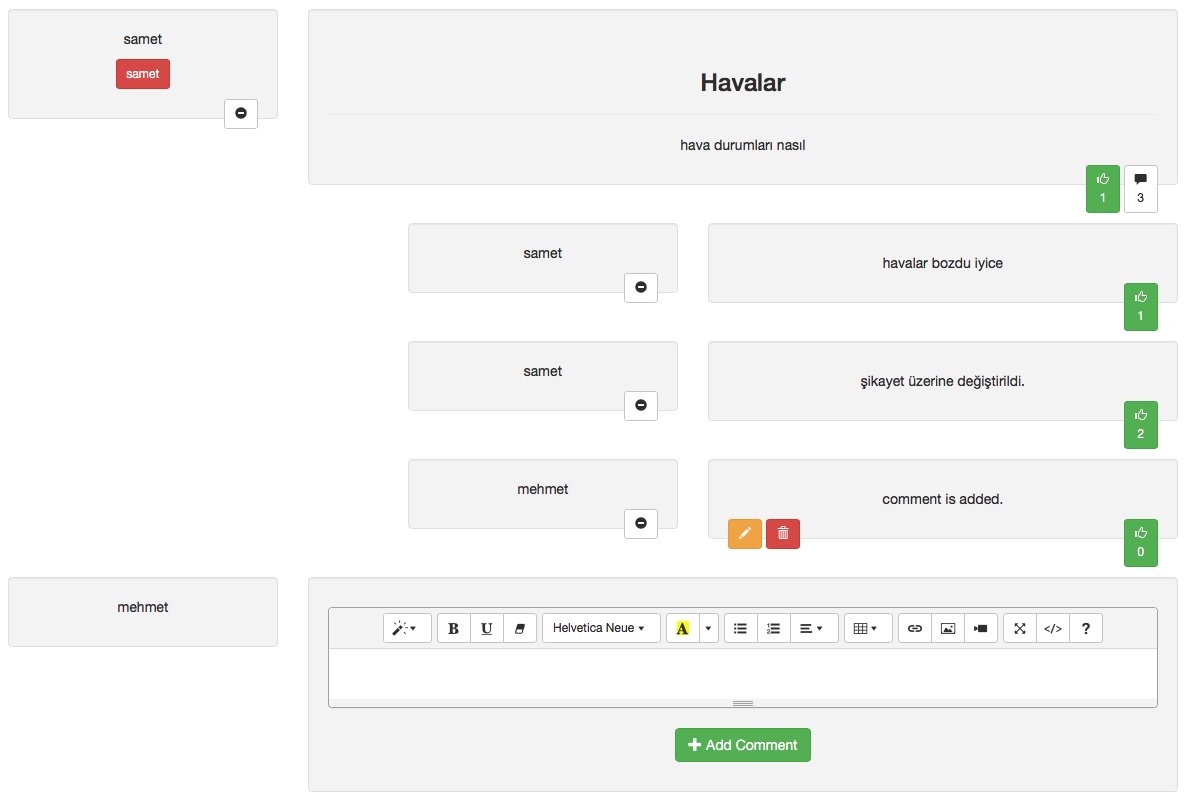 samet
samet
Havalar
hava durumları nasıl
1
3
samet
havalar bozdu iyice
1
samet
şikayet üzerine değiştirildi.
2
mehmet
comment is added.
0
mehmet
B U Helvetica Neue A </> ?
Add Comment